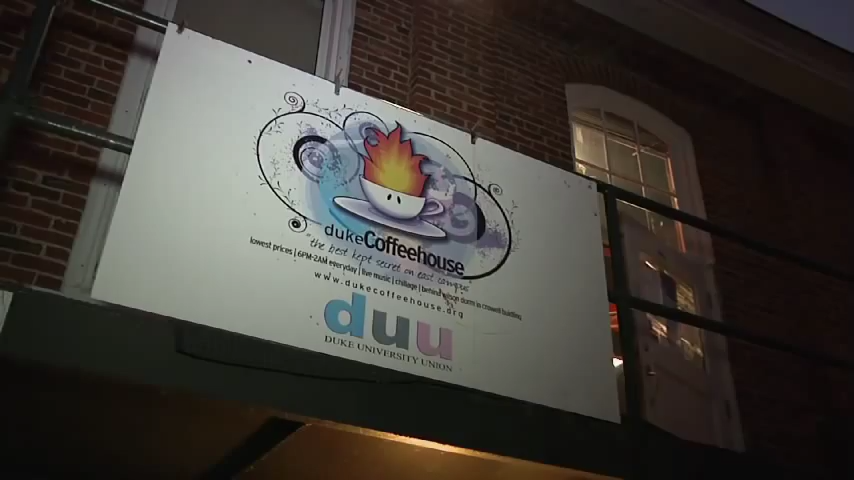 dukeCoffeehouse
the best kept secret on east campus
lowest prices | 6PM-2AM everyday | live music | chillage | behind wilson dorm in crowell building
www.dukecoffeehouse.org
duu
DUKE UNIVERSITY UNION